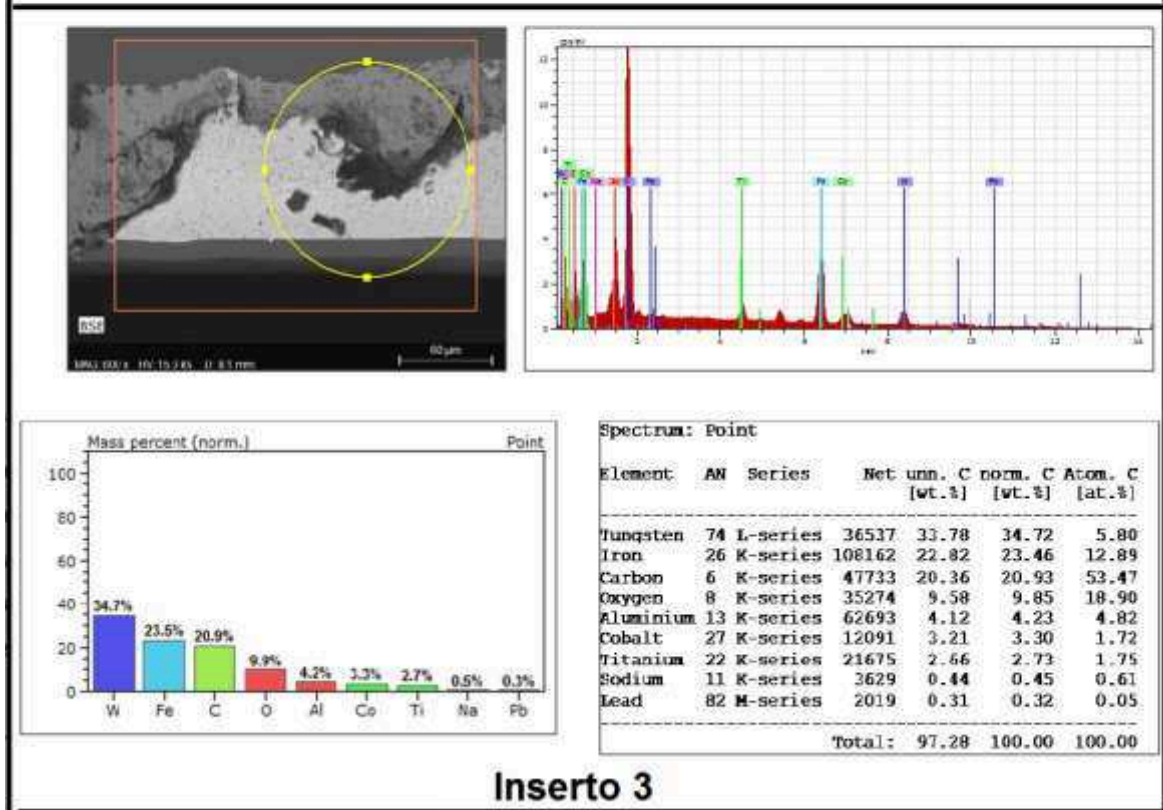 BSE
60 µm
Mass percent (norm.) Point
100
80
60
40
20
0
34.7%
23.5%
20.9%
9.9%
4.2%
3.3%
2.7%
0.5%
0.3%
W Fe C O Al Co Ti Na Pb
Spectrum: Point
Element AN Series Net unn. C norm. C Atom. C
[wt.%] [wt.%] [at.%]
Tungsten 74 L-series 36537 33.78 34.72 5.80
Iron 26 K-series 108162 22.82 23.46 12.89
Carbon 6 K-series 47733 20.36 20.93 53.47
Oxygen 8 K-series 35274 9.58 9.85 18.90
Aluminium 13 K-series 62693 4.12 4.23 4.82
Cobalt 27 K-series 12091 3.21 3.30 1.72
Titanium 22 K-series 21675 2.66 2.73 1.75
Sodium 11 K-series 3629 0.44 0.45 0.61
Lead 82 M-series 2019 0.31 0.32 0.05
Total: 97.28 100.00 100.00
Inserto 3